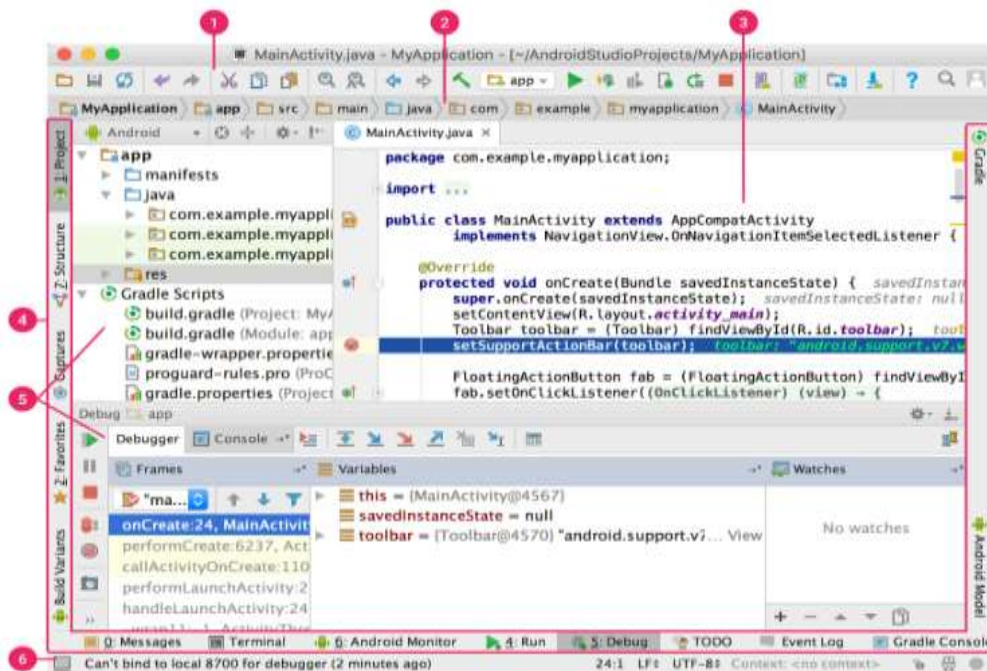 1 2 3
MainActivity.java - MyApplication - [~/AndroidStudioProjects/MyApplication]
app
MyApplication app src main java com example myapplication MainActivity
Android
MainActivity.java
1: Project
Z: Structure
Captures
2: Favorites
Build Variants
4
5
6
app
manifests
java
com.example.myappli
com.example.myappli
com.example.myappli
res
Gradle Scripts
build.gradle (Project: MyA
build.gradle (Module: app
gradle-wrapper.propertie
proguard-rules.pro (ProC
gradle.properties (Project
package com.example.myapplication;
import ...
public class MainActivity extends AppCompatActivity
implements NavigationView.OnNavigationItemSelectedListener {
@Override
protected void onCreate(Bundle savedInstanceState) { savedInstan
super.onCreate(savedInstanceState); savedInstanceState: null
setContentView(R.layout.activity_main);
Toolbar toolbar = (Toolbar) findViewById(R.id.toolbar); tool
setSupportActionBar(toolbar); toolbar: "android.support.v7.w
FloatingActionButton fab = (FloatingActionButton) findViewByI
fab.setOnClickListener((OnClickListener) (view) → {
Gradle
Android Model
Debug app
Debugger Console
Frames Variables Watches
"ma...
onCreate:24, MainActivit
performCreate:6237, Act
callActivityOnCreate:110
performLaunchActivity:2
handleLaunchActivity:24
this = {MainActivity@4567}
savedInstanceState = null
toolbar = {Toolbar@4570} "android.support.v7... View
No watches
0: Messages Terminal 6: Android Monitor 4: Run 5: Debug TODO Event Log Gradle Console
Can't bind to local 8700 for debugger (2 minutes ago) 24:1 LF UTF-8 Context: <no context>